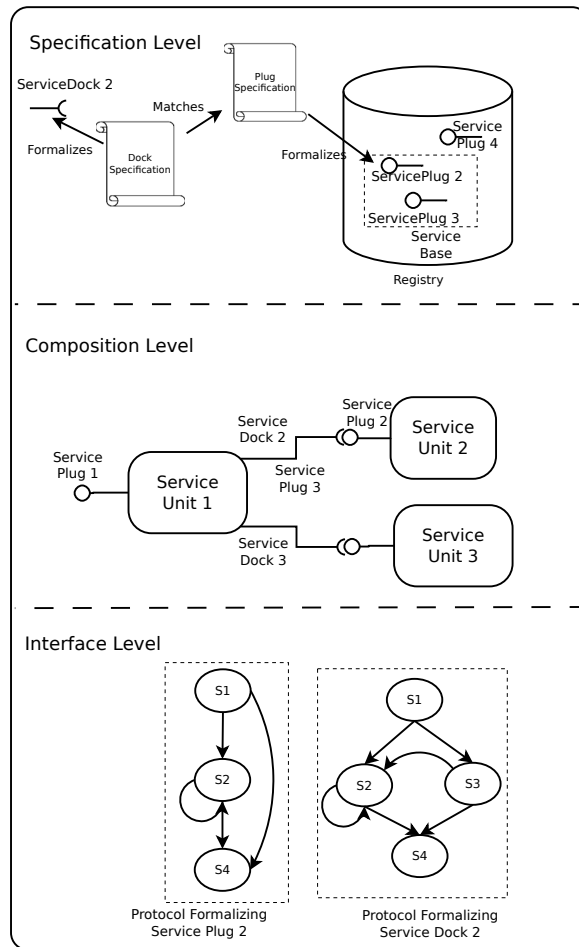 Specification Level
ServiceDock 2
Formalizes
Dock
Specification
Matches
Plug
Specification
Formalizes
Service
Plug 4
ServicePlug 2
ServicePlug 3
Service
Base
Registry
Composition Level
Service
Plug 1
Service
Unit 1
Service
Dock 2
Service
Plug 3
Service
Plug 2
Service
Unit 2
Service
Dock 3
Service
Unit 3
Interface Level
S1
S2
S4
Protocol Formalizing
Service Plug 2
S1
S2
S3
S4
Protocol Formalizing
Service Dock 2